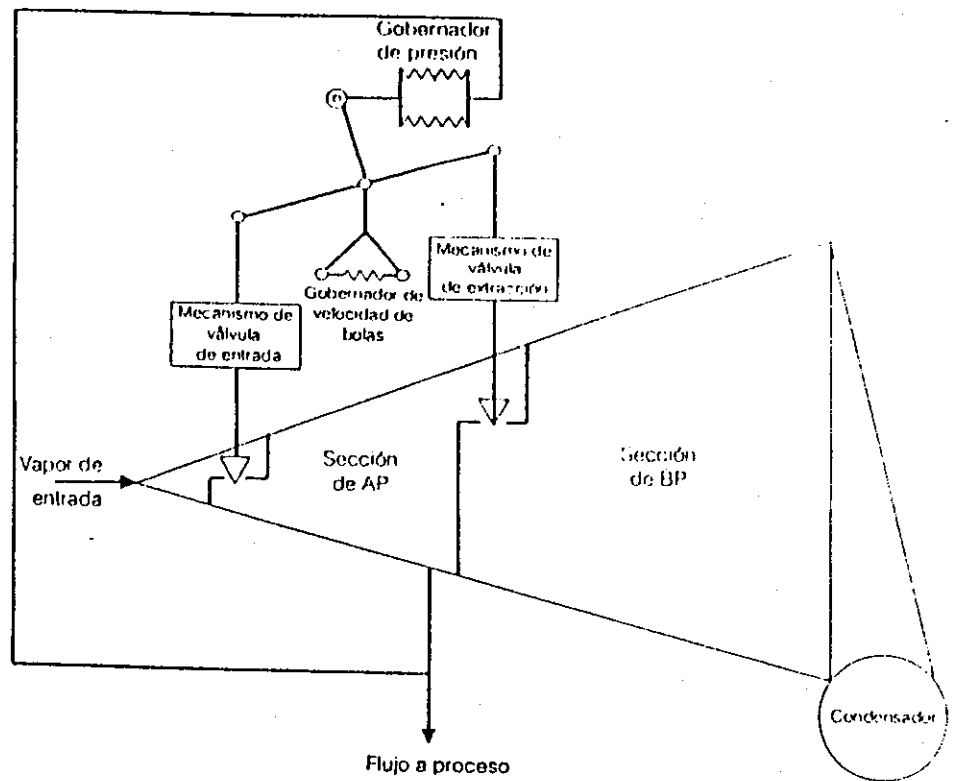 Gobernador
de presión
Mecanismo de
válvula
de extracción
Gobernador de
velocidad de
bolas
Mecanismo de
válvula
de entrada
Vapor de
entrada
Sección
de AP
Sección
de BP
Condensador
Flujo a proceso